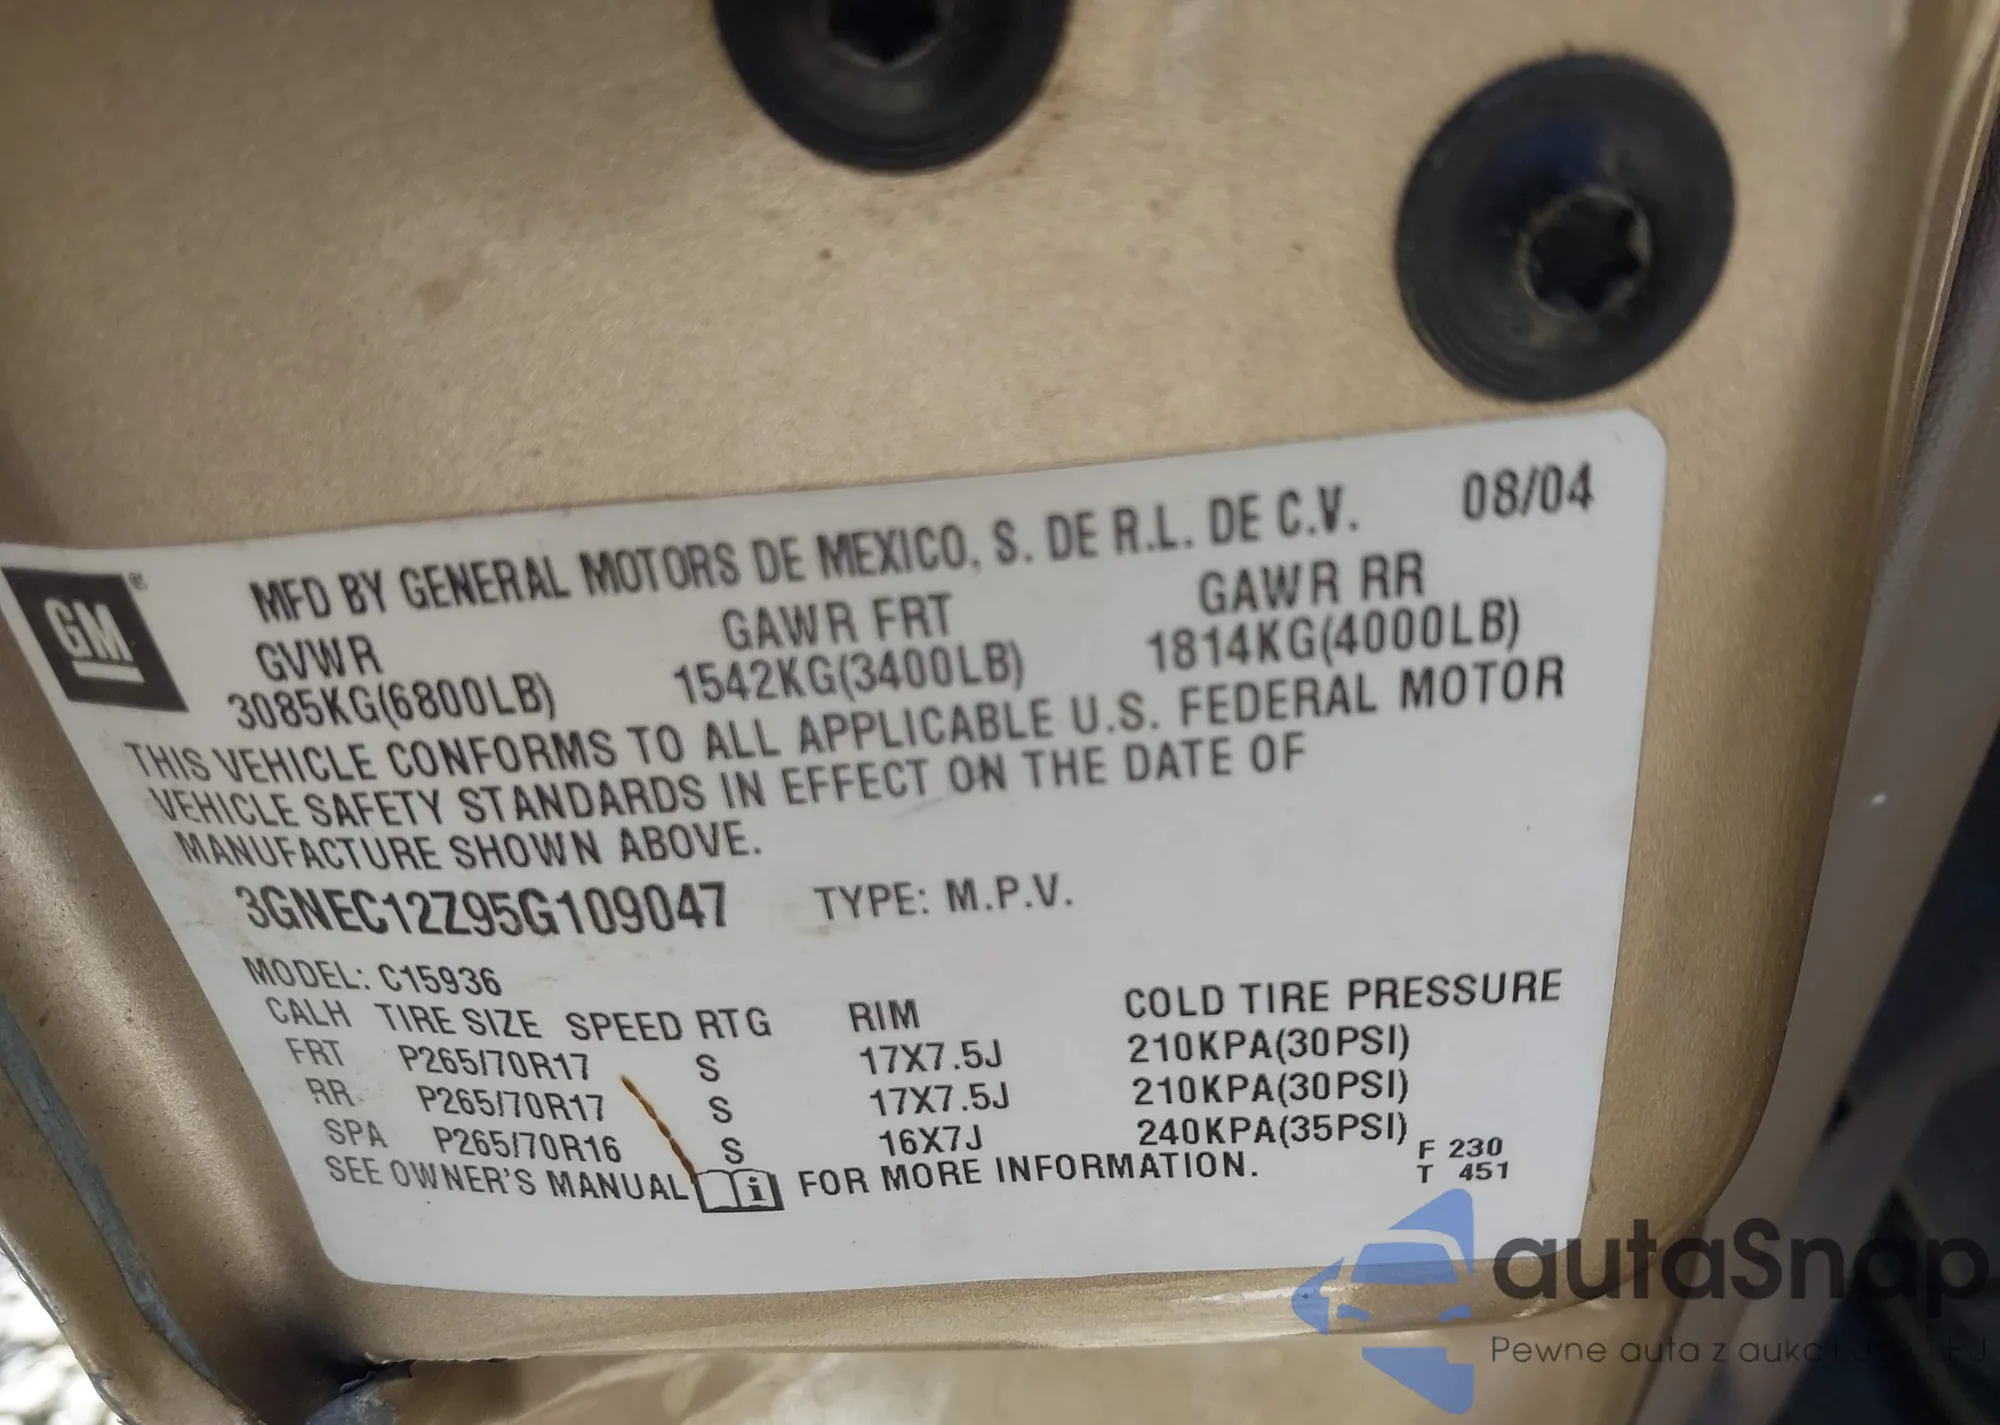 GM®
MFD BY GENERAL MOTORS DE MEXICO, S. DE R.L. DE C.V. 08/04
GVWR GAWR FRT GAWR RR
3085KG(6800LB) 1542KG(3400LB) 1814KG(4000LB)
THIS VEHICLE CONFORMS TO ALL APPLICABLE U.S. FEDERAL MOTOR
VEHICLE SAFETY STANDARDS IN EFFECT ON THE DATE OF
MANUFACTURE SHOWN ABOVE.
3GNEC12Z95G109047 TYPE: M.P.V.
MODEL: C15936
CALH TIRE SIZE SPEED RTG RIM COLD TIRE PRESSURE
FRT P265/70R17 S 17X7.5J 210KPA(30PSI)
RR P265/70R17 S 17X7.5J 210KPA(30PSI)
SPA P265/70R16 S 16X7J 240KPA(35PSI)
SEE OWNER'S MANUAL FOR MORE INFORMATION.
F 230
T 451
autaSnap
Pewne auta z